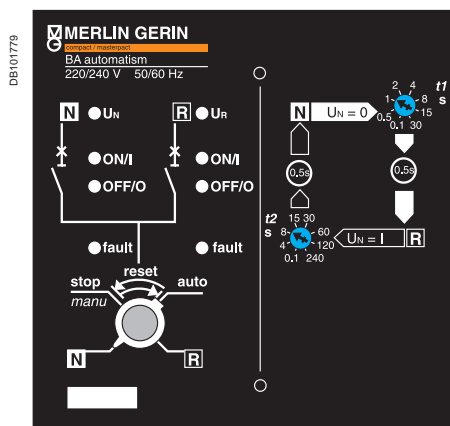 DB101779
MERLIN GERIN
compact / masterpact
BA automatism
220/240 V 50/60 Hz
N UN R UR
ON/I ON/I
OFF/O OFF/O
fault fault
reset
stop auto
manu
N R
2 4 t1
1 8 s
0.5 15
0.1 30
N UN = 0
0.5s 0.5s
t2 15 30
s 8 60
4 120
0.1 240
UN = I R